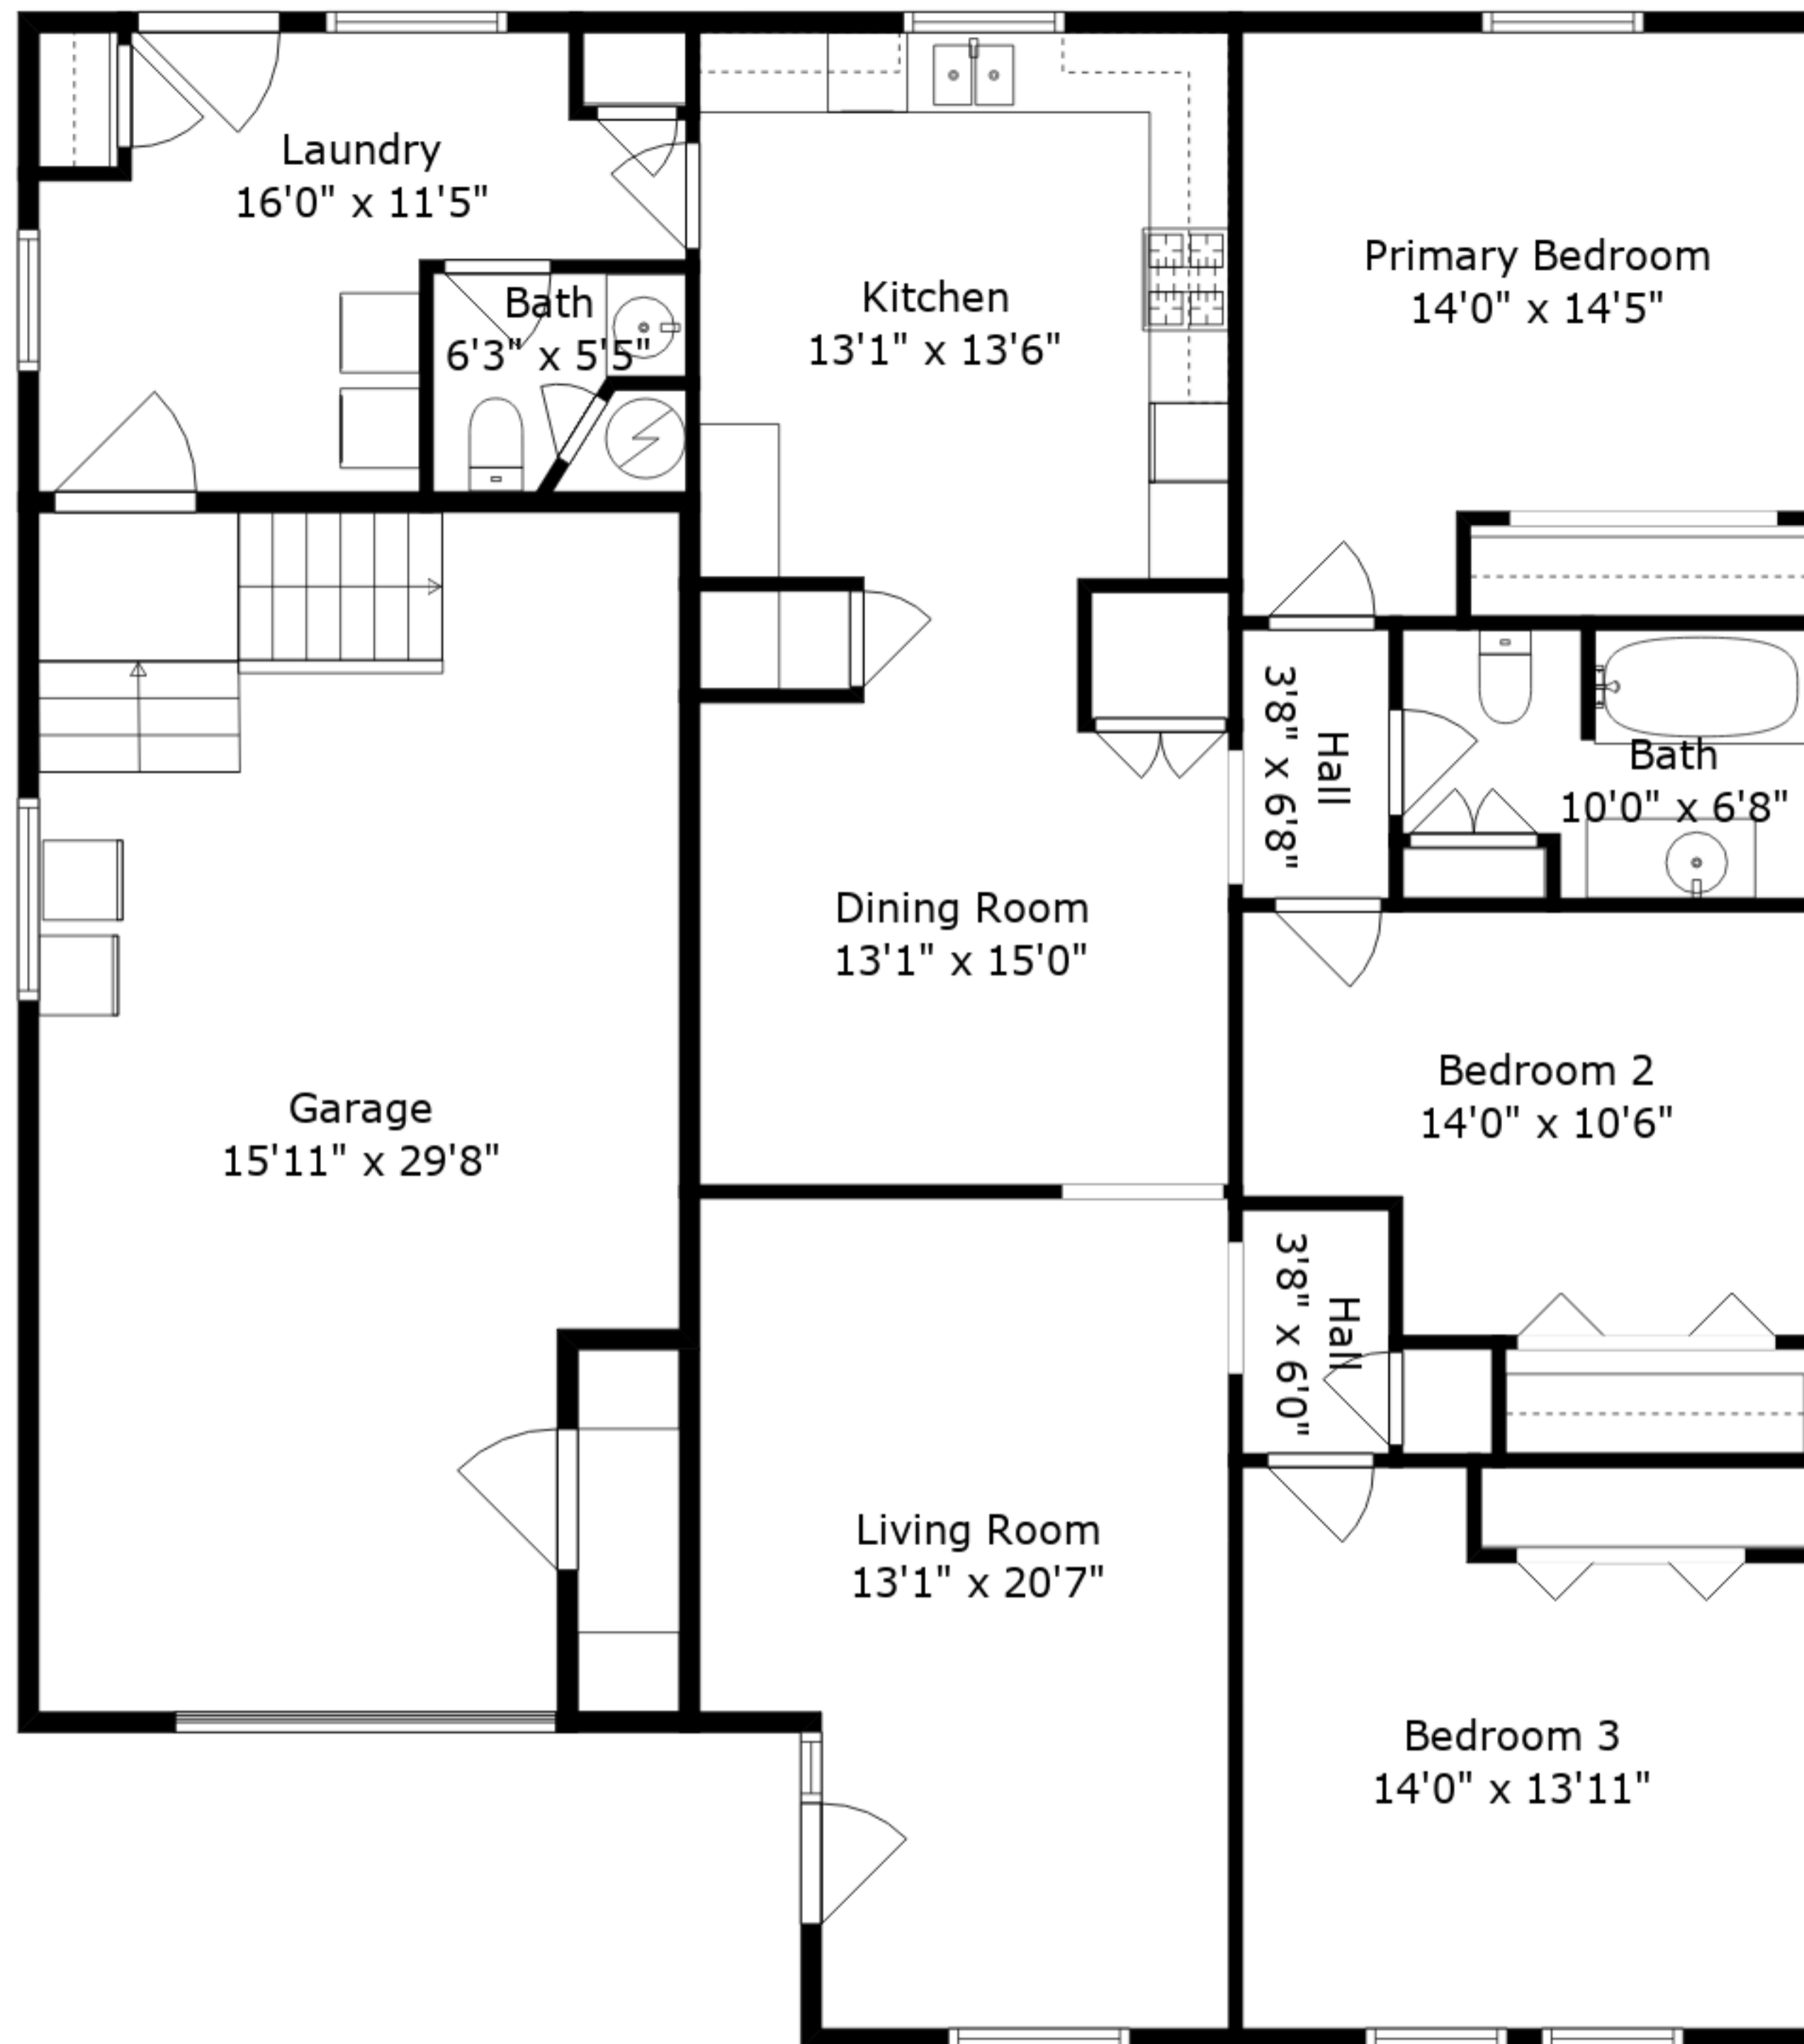 Laundry
16'0" x 11'5"
Bath
6'3" x 5'5"
Kitchen
13'1" x 13'6"
Primary Bedroom
14'0" x 14'5"
Hall
3'8" x 6'8"
Bath
10'0" x 6'8"
Dining Room
13'1" x 15'0"
Bedroom 2
14'0" x 10'6"
Garage
15'11" x 29'8"
Hall
3'8" x 6'0"
Living Room
13'1" x 20'7"
Bedroom 3
14'0" x 13'11"